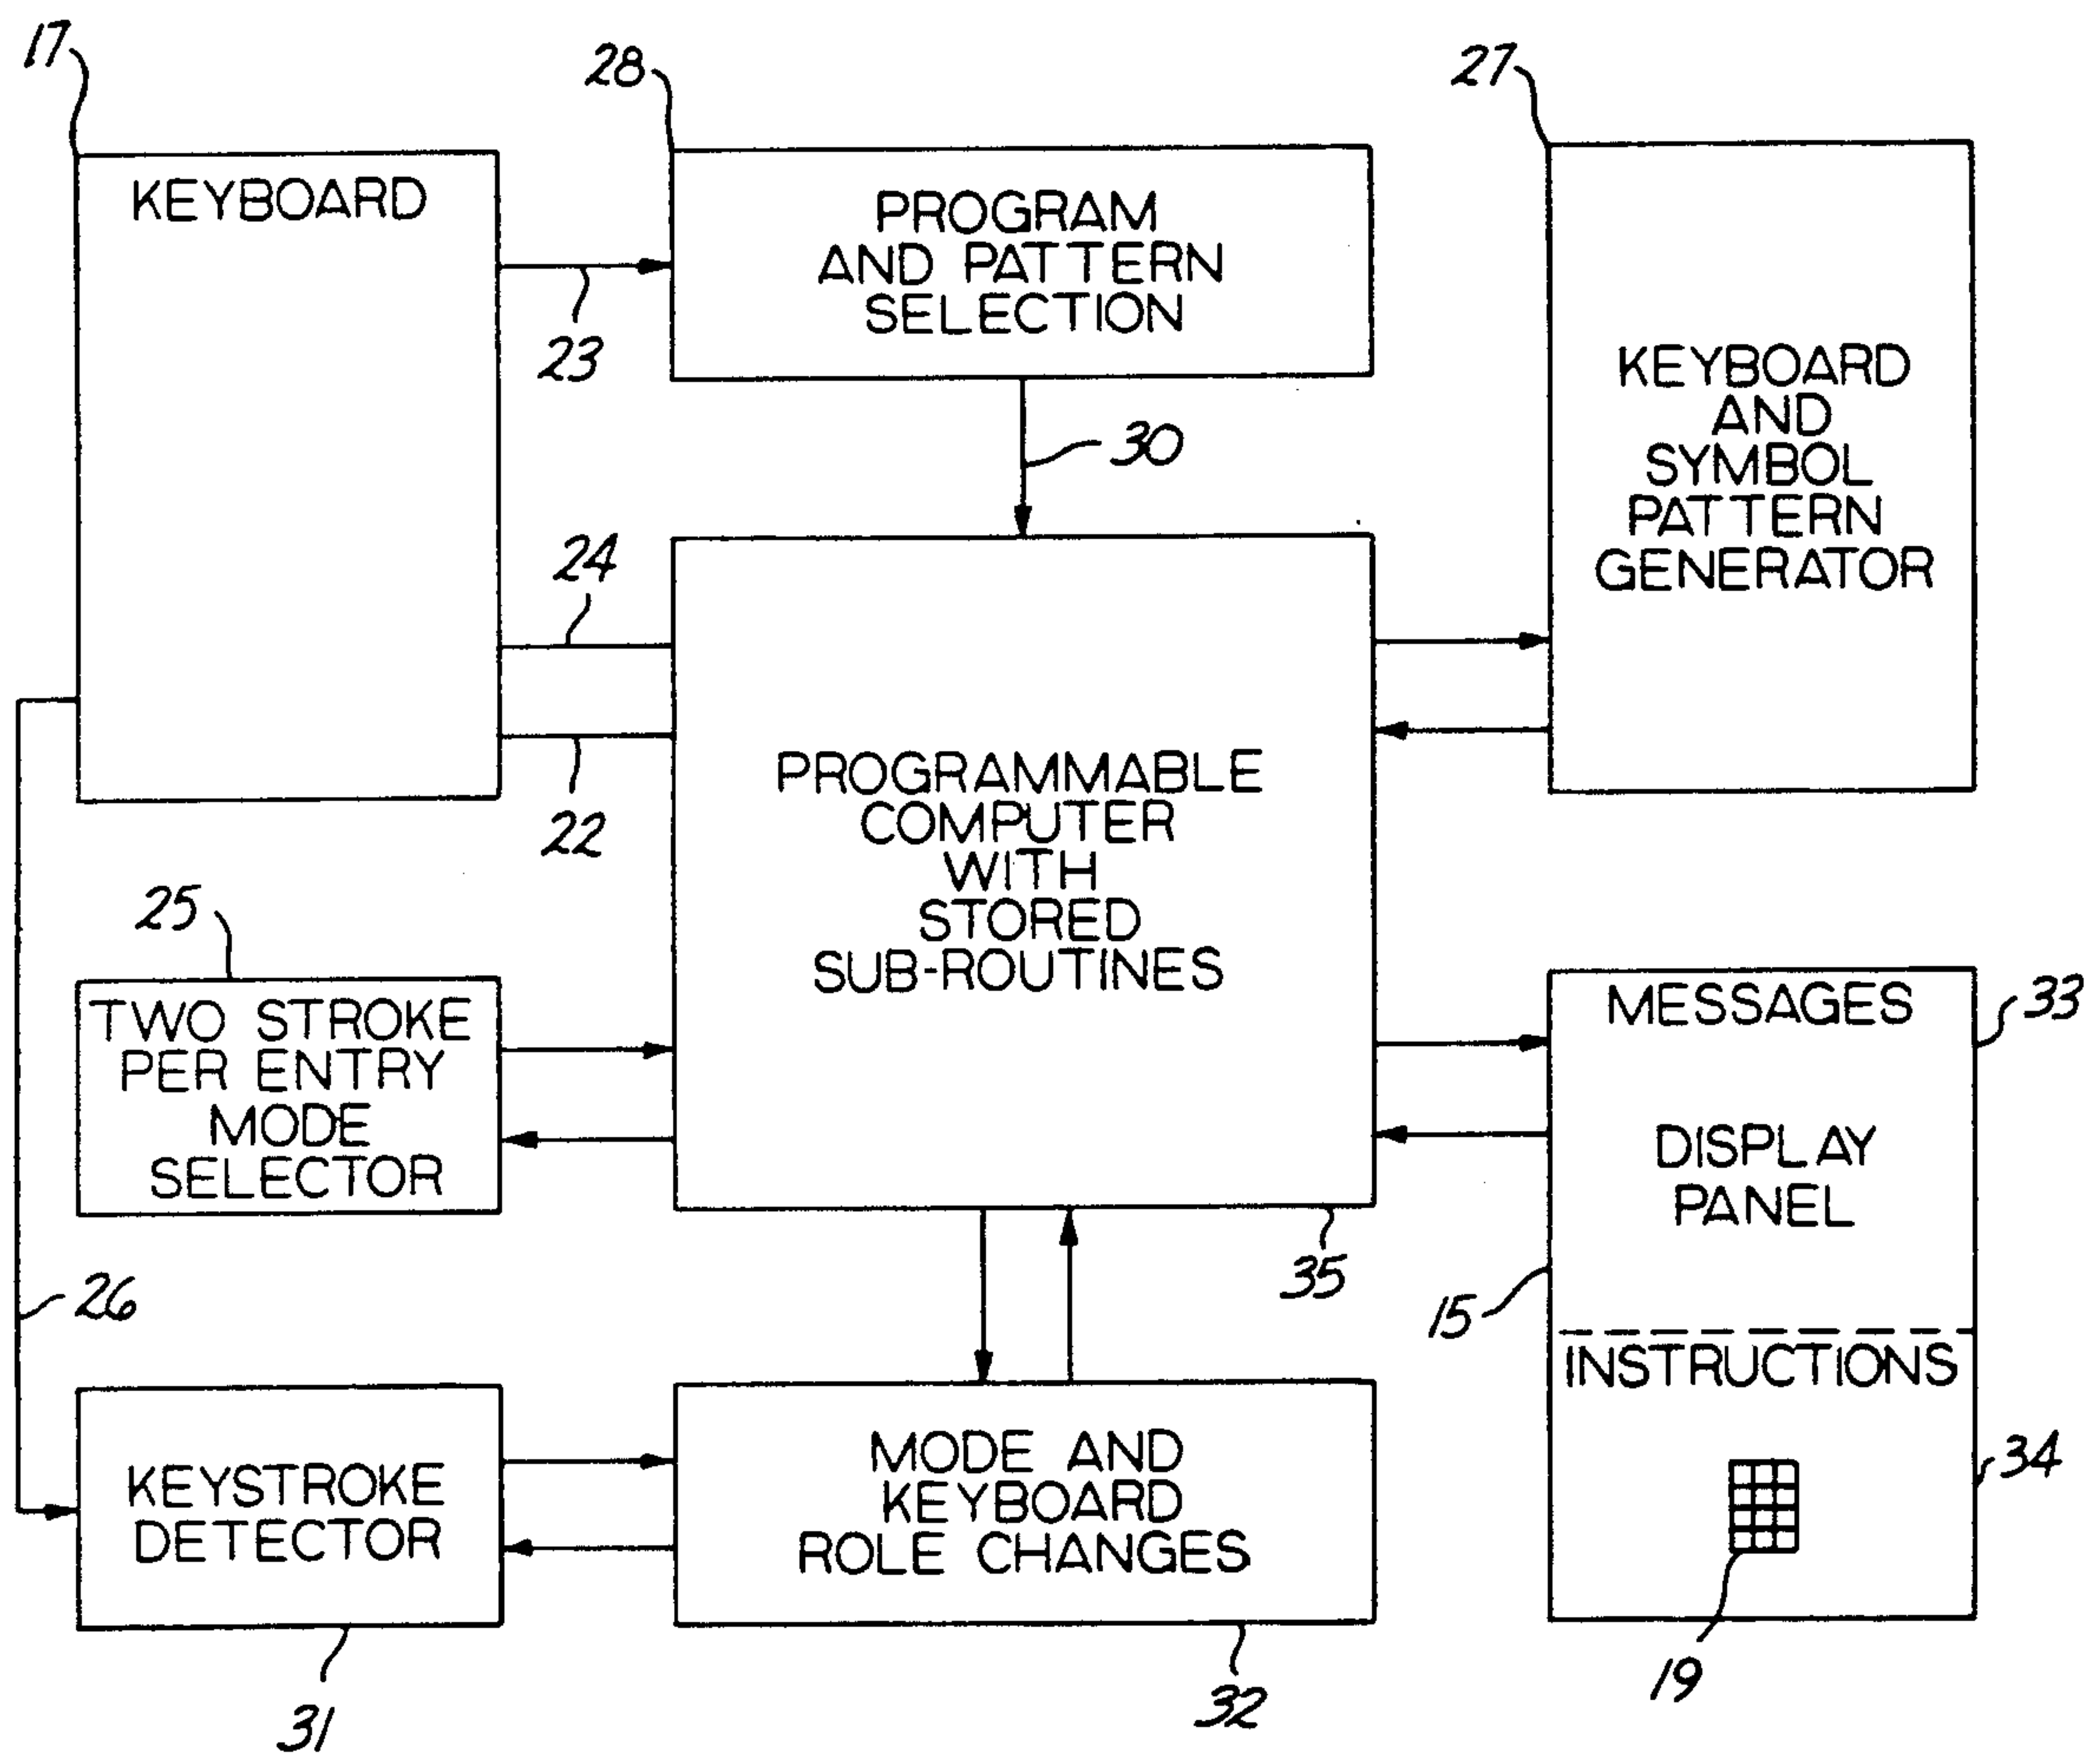 17
28
27
KEYBOARD
PROGRAM
AND PATTERN
SELECTION
23
30
KEYBOARD
AND
SYMBOL
PATTERN
GENERATOR
24
22
PROGRAMMABLE
COMPUTER
WITH
STORED
SUB-ROUTINES
25
TWO STROKE
PER ENTRY
MODE
SELECTOR
MESSAGES
33
DISPLAY
PANEL
35
15
26
INSTRUCTIONS
34
KEYSTROKE
DETECTOR
MODE AND
KEYBOARD
ROLE CHANGES
19
31
32